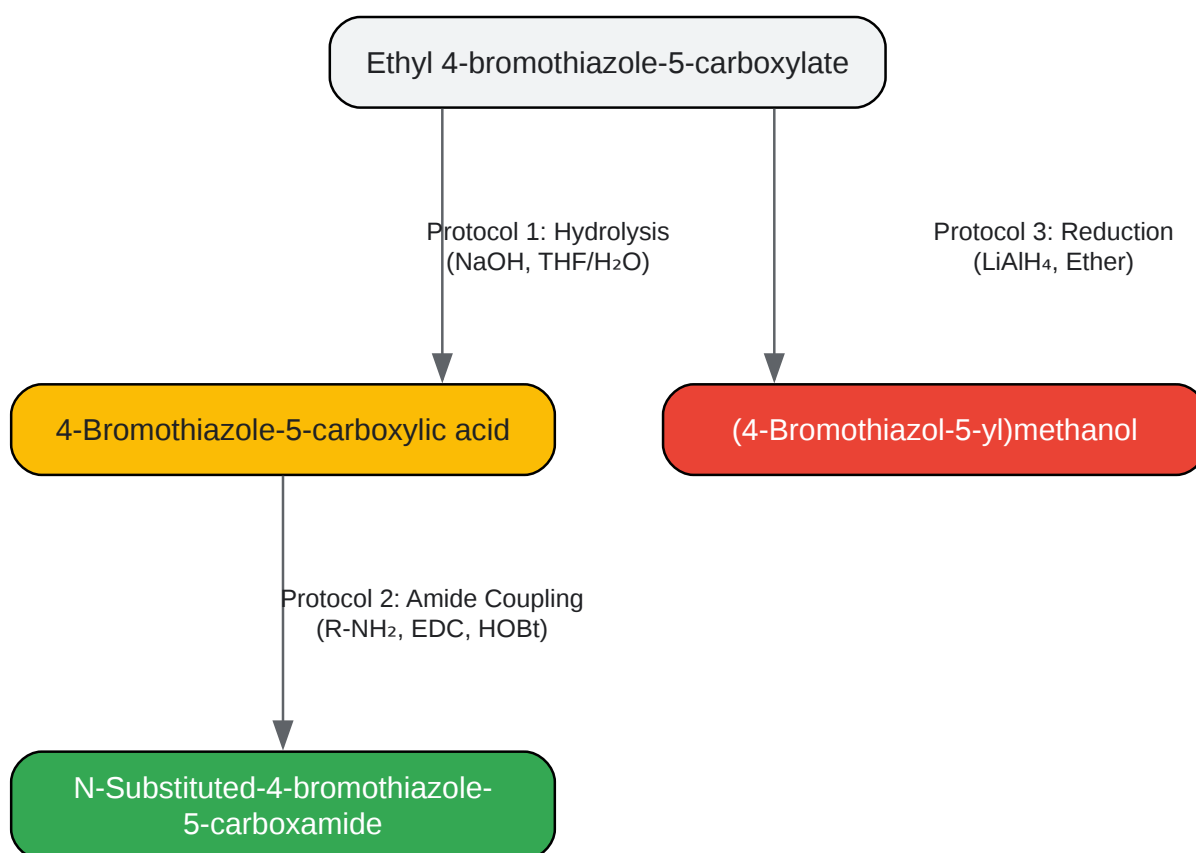 Ethyl 4-bromothiazole-5-carboxylate
Protocol 1: Hydrolysis
(NaOH, THF/H₂O)
Protocol 3: Reduction
(LiAlH₄, Ether)
4-Bromothiazole-5-carboxylic acid
(4-Bromothiazol-5-yl)methanol
Protocol 2: Amide Coupling
(R-NH₂, EDC, HOBt)
N-Substituted-4-bromothiazole-
5-carboxamide